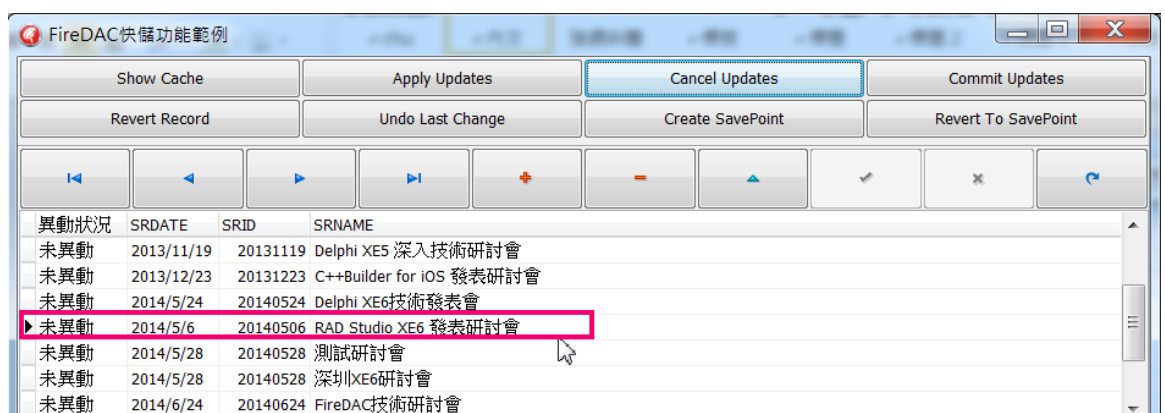 FireDAC快儲功能範例
Show Cache Apply Updates Cancel Updates Commit Updates
Revert Record Undo Last Change Create SavePoint Revert To SavePoint
異動狀況 SRDATE SRID SRNAME
未異動 2013/11/19 20131119 Delphi XE5 深入技術研討會
未異動 2013/12/23 20131223 C++Builder for iOS 發表研討會
未異動 2014/5/24 20140524 Delphi XE6技術發表會
未異動 2014/5/6 20140506 RAD Studio XE6 發表研討會
未異動 2014/5/28 20140528 測試研討會
未異動 2014/5/28 20140528 深圳XE6研討會
未異動 2014/6/24 20140624 FireDAC技術研討會